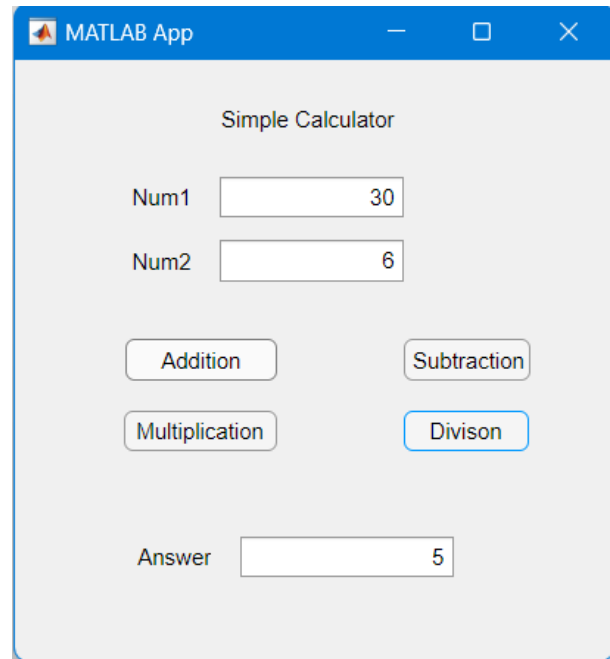 MATLAB App
Simple Calculator
Num1 30
Num2 6
Addition Subtraction
Multiplication Divison
Answer 5